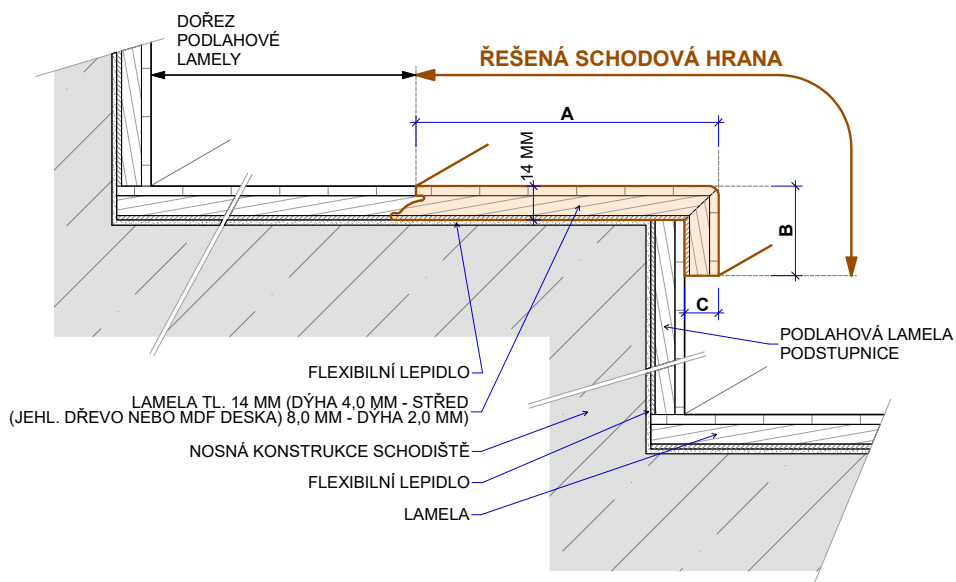 DOŘEZ
PODLAHOVÉ
LAMELY
ŘEŠENÁ SCHODOVÁ HRANA
A
14 MM
B
C
PODLAHOVÁ LAMELA
PODSTUPNICE
FLEXIBILNÍ LEPIDLO
LAMELA TL. 14 MM (DÝHA 4,0 MM - STŘED
(JEHL. DŘEVO NEBO MDF DESKA) 8,0 MM - DÝHA 2,0 MM)
NOSNÁ KONSTRUKCE SCHODIŠTĚ
FLEXIBILNÍ LEPIDLO
LAMELA